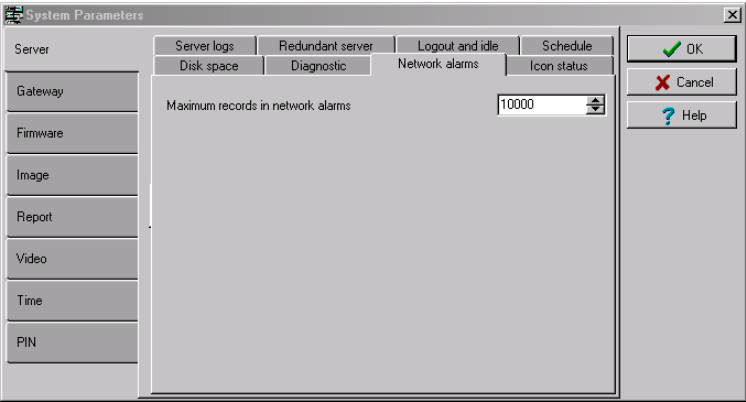 System Parameters
Server
Gateway
Firmware
Image
Report
Video
Time
PIN
Server logs
Redundant server
Logout and idle
Schedule
Disk space
Diagnostic
Network alarms
Icon status
Maximum records in network alarms
10000
OK
Cancel
Help